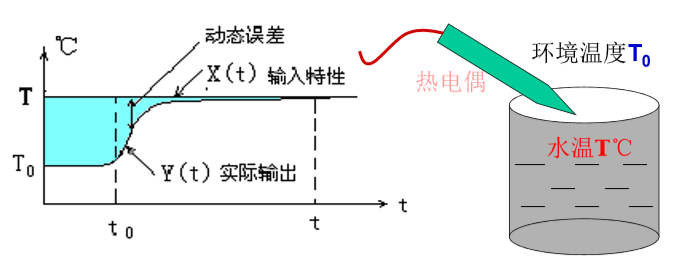 ℃
动态误差
X(t) 输入特性
T
T0
Y(t) 实际输出
t0
t
t
环境温度T0
热电偶
水温T℃